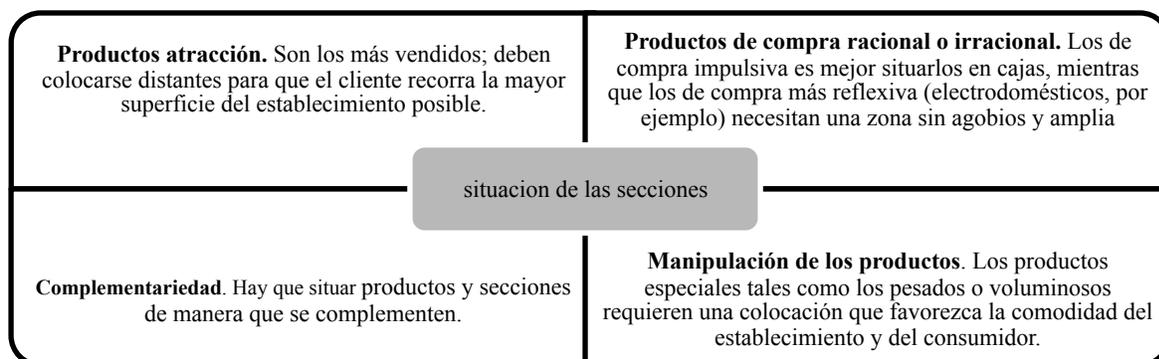 Productos atracción. Son los más vendidos; deben
colocarse distantes para que el cliente recorra la mayor
superficie del establecimiento posible.
Productos de compra racional o irracional. Los de
compra impulsiva es mejor situarlos en cajas, mientras
que los de compra más reflexiva (electrodomésticos, por
ejemplo) necesitan una zona sin agobios y amplia
situacion de las secciones
Complementariedad. Hay que situar productos y secciones
de manera que se complementen.
Manipulación de los productos. Los productos
especiales tales como los pesados o voluminosos
requieren una colocación que favorezca la comodidad del
establecimiento y del consumidor.